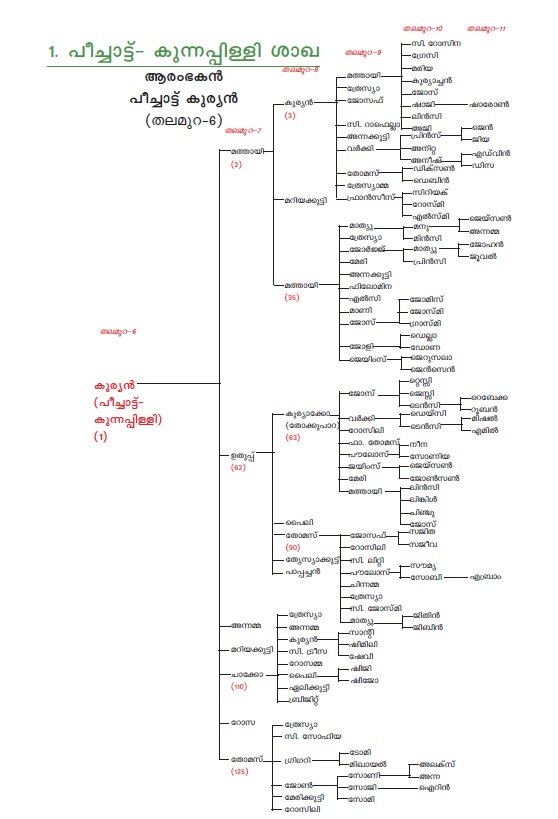 തലമുറ-10 തലമുറ-11
1. പീച്ചാട്ട്- കുന്നപ്പിള്ളി ശാഖ
തലമുറ-9
ആരംഭകൻ
തലമുറ-8
പീച്ചാട്ട് കുര്യൻ
(തലമുറ-6)
തലമുറ-7
തലമുറ-6
കുര്യൻ
(പീച്ചാട്ട്-
കുന്നപ്പിള്ളി)
(1)
മത്തായി
(2)
കുര്യൻ
(3)
മത്തായി
സി. റോസിന
ഗ്രേസി
മരിയ
കുര്യാച്ചൻ
ജോസ്
ഷാജി
ഷാരോൺ
ലിൻസി
അജി
ത്രേസ്യാ
ജോസഫ്
സി. റാഫെല്ലാ
അന്നക്കുട്ടി
വർക്കി
പ്രിൻസ്
ജെൻ
ജിയ
അനിറ്റ
അനീഷ്
എഡ്വിൻ
ഡിസ
തോമസ്
ഡിക്സൺ
ഡെബിൻ
ത്രേസ്യാമ്മ
ഫ്രാൻസീസ്
സിറിയക്
റോസ്മി
എൽസ്മി
മറിയക്കുട്ടി
മത്തായി
(35)
മാത്യു
മനു
ജെയ്സൺ
അന്നമ്മ
മിൻസി
ത്രേസ്യാ
ജോർജ്ജ്
മാത്യു
ജോഹൻ
ജൂവൽ
പ്രിൻസി
മേരി
അന്നക്കുട്ടി
ഫിലോമിന
എൽസി
മാണി
ജോസ്
ജോമിസ്
ജോസ്മി
ഗ്രാസ്മി
ജോളി
ഡെല്ലാ
ഡോണ
ജെയിംസ്
ജെറുസലാ
ജെൻസെൻ
ഉതുപ്പ്
(62)
കുര്യാക്കോ
(തോക്കുപാറ)
(63)
ജോസ്
റ്റെസ്സി
ജെസ്സി
ടെൻസി
റെബേക്ക
റൂബൻ
വർക്കി
ഡെയ്സി
ടെൻസി
മിഷൽ
എമിൽ
റോസിലി
ഫാ. തോമസ്
പൗലോസ്
നീന
സോണിയ
ജയിംസ്
ജെയ്സൺ
ജോൺസൺ
മേരി
മത്തായി
ലിൻസി
ലിങ്കിൾ
പിഞ്ചു
ജോസ്
പൈലി
തോമസ്
(90)
ജോസഫ്
സജിത
സജീവ
റോസിലി
സി. ലിറ്റി
പൗലോസ്
സൗമ്യ
സോബി
എബ്രാം
ചിന്നമ്മ
ത്രേസ്യാ
സി. ജോസ്മി
മാത്യു
ജിതിൻ
ജിബിൻ
ത്യേസ്യാക്കുട്ടി
പാപ്പച്ചൻ
അന്നമ്മ
മറിയക്കുട്ടി
ചാക്കോ
(110)
ത്രേസ്യാ
അന്നമ്മ
കുര്യൻ
സാന്റി
ഷീമിലി
ഷേവി
സി. ട്രീസ
റോസമ്മ
പൈലി
ഷിജി
ഷിജോ
ഏലിക്കുട്ടി
ബ്രീജിറ്റ്
റോസ
തോമസ്
(125)
ത്രേസ്യാ
സി. സോഫിയ
ഗ്രിഗറി
ടോമി
മിഖായൽ
ജോൺ
സോണി
അലക്സ്
അന്ന
സോജി
ഐറിൻ
സോമി
മേരിക്കുട്ടി
റോസിലി